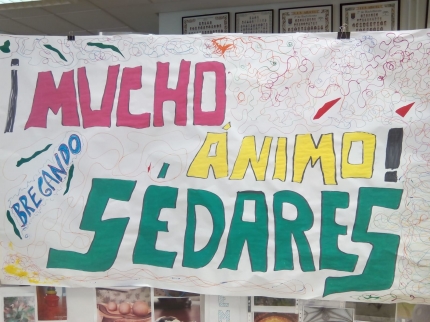 ¡MUCHO
ÁNIMO!
BREGANDO
SÉDARES